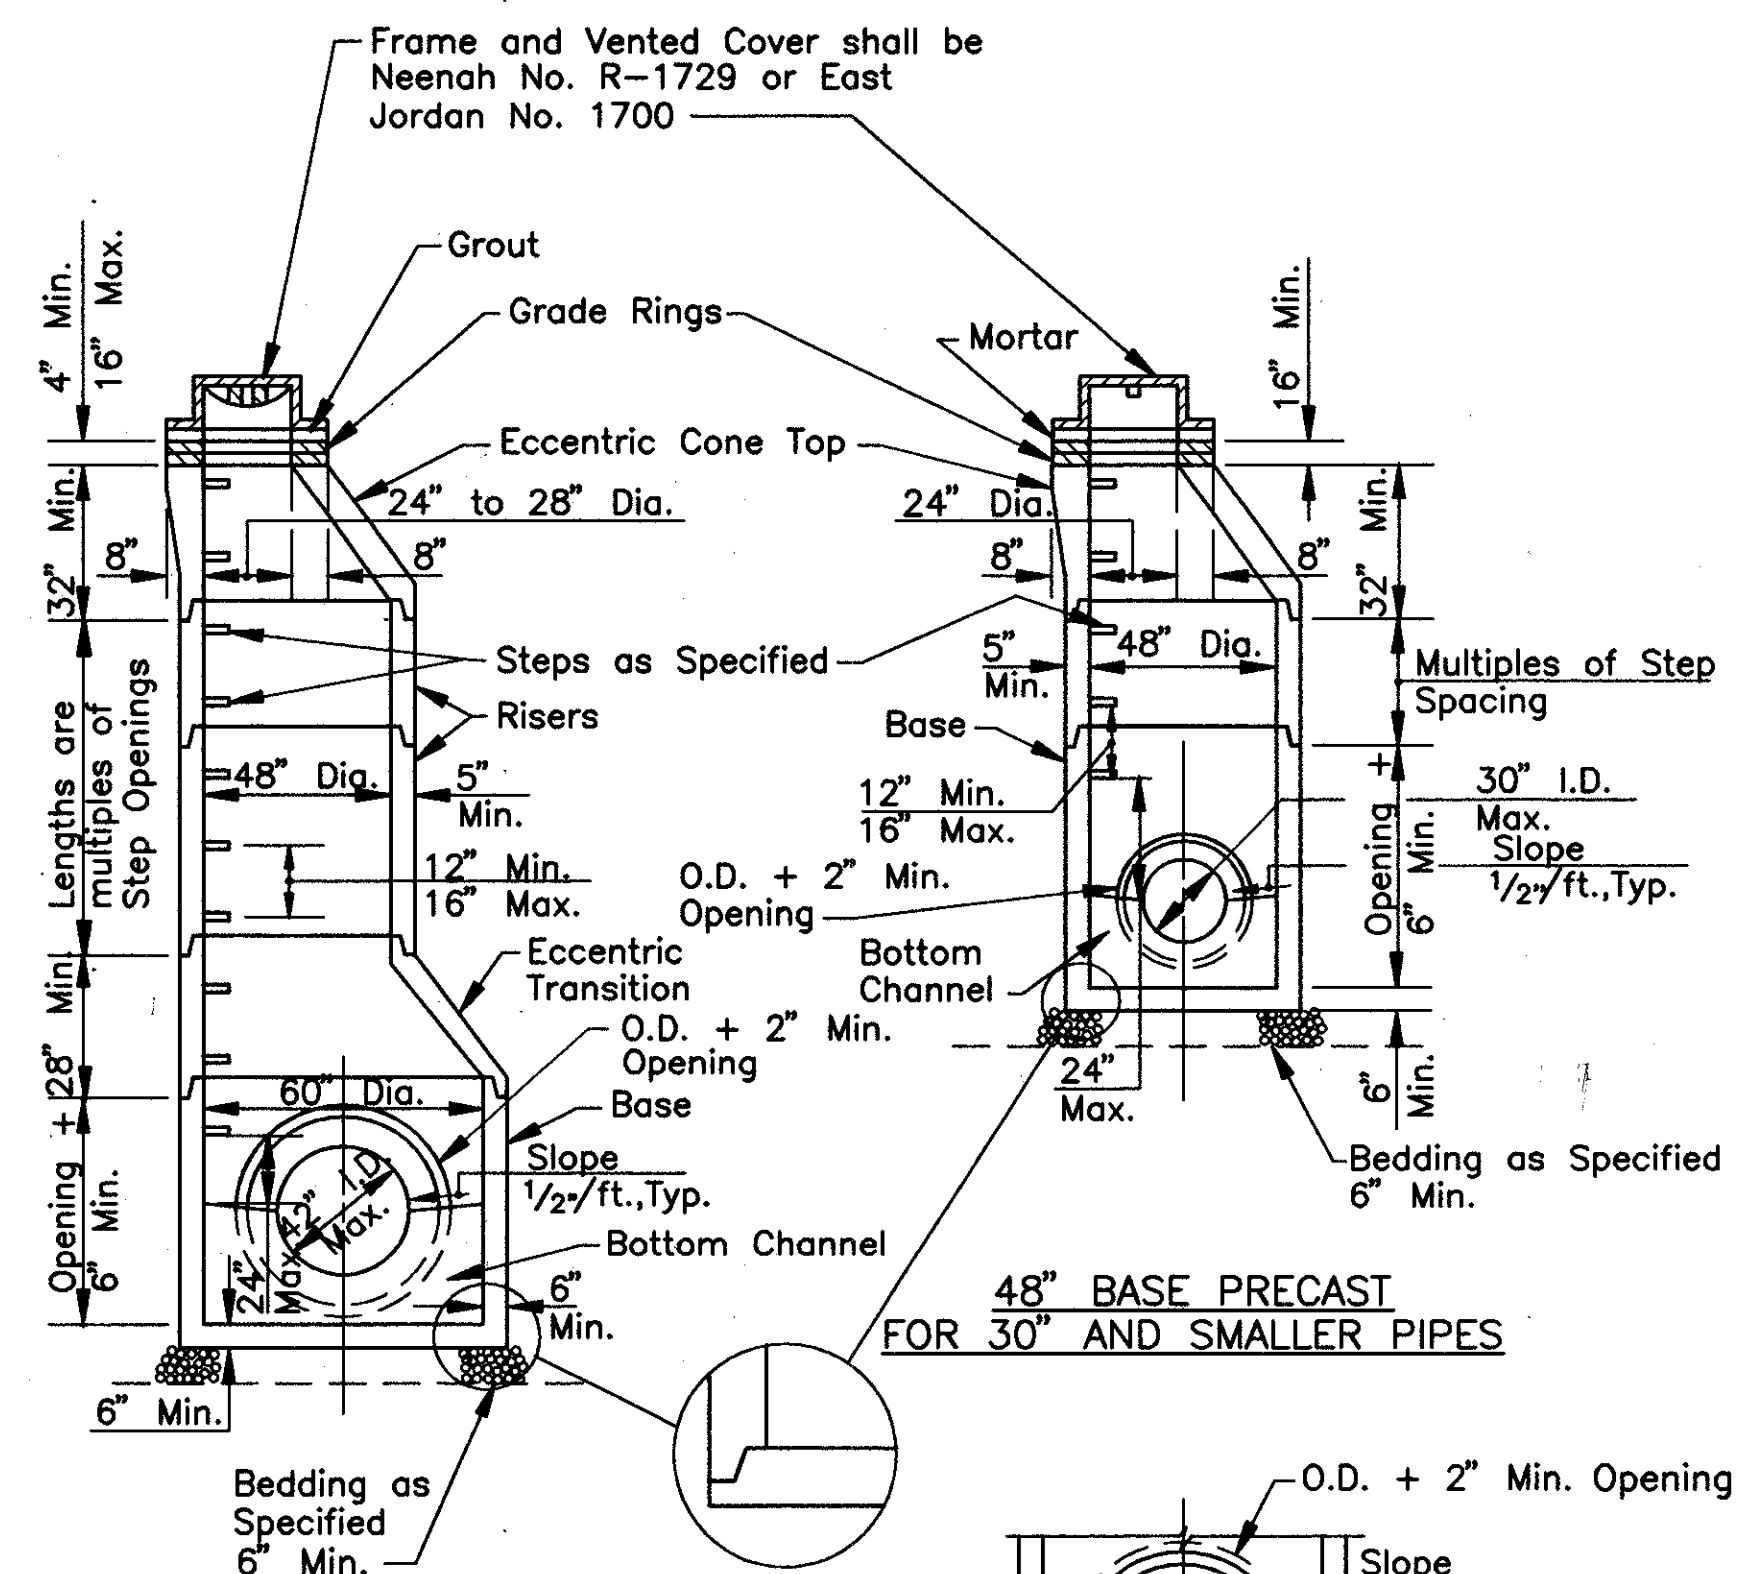 Frame and Vented Cover shall be
Neenah No. R-1729 or East
Jordan No. 1700
Grout
Grade Rings
Mortar
4" Min.
16" Max.
16" Min.
Eccentric Cone Top
24" to 28" Dia.
24" Dia.
32" Min.
8"
8"
8"
8"
32" Min.
Steps as Specified
Risers
48" Dia.
5"
Min.
Lengths are
multiples of
Step Openings
12" Min.
16" Max.
5"
Min.
48" Dia.
Multiples of Step
Spacing
Base
12" Min.
16" Max.
30" I.D.
Max.
Slope
1/2"/ft.,Typ.
Opening +
6" Min.
O.D. + 2" Min.
Opening
Bottom
Channel
Eccentric
Transition
28" Min.
O.D. + 2" Min.
Opening
60" Dia.
Base
24"
Max.
6"
Min.
Opening +
6" Min.
42" I.D.
Max.
24"
Max.
Slope
1/2"/ft.,Typ.
Bottom Channel
6"
Min.
Bedding as Specified
6" Min.
48" BASE PRECAST
FOR 30" AND SMALLER PIPES
6" Min.
Bedding as
Specified
6" Min.
O.D. + 2" Min. Opening
Slope